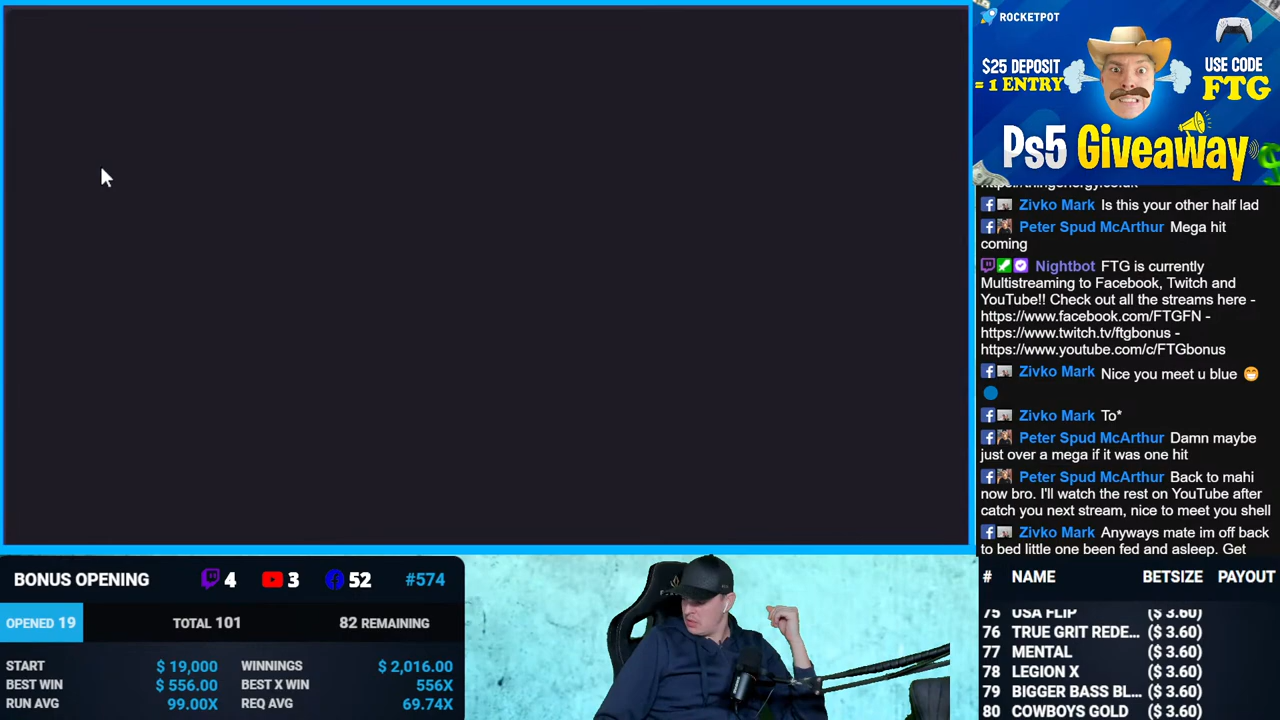 ROCKETPOT
$25 DEPOSIT
= 1 ENTRY
USE CODE
FTG
Ps5 Giveaway
Zivko Mark Is this your other half lad
Peter Spud McArthur Mega hit
coming
Nightbot FTG is currently
Multistreaming to Facebook, Twitch and
YouTube!! Check out all the streams here -
https://www.facebook.com/FTGFN -
https://www.twitch.tv/ftgbonus -
https://www.youtube.com/c/FTGbonus
Zivko Mark Nice you meet u blue
Zivko Mark To*
Peter Spud McArthur Damn maybe
just over a mega if it was one hit
Peter Spud McArthur Back to mahi
now bro. I'll watch the rest on YouTube after
catch you next stream, nice to meet you shell
Zivko Mark Anyways mate im off back
to bed little one been fed and asleep. Get
BONUS OPENING 4 3 52 #574
OPENED 19 TOTAL 101 82 REMAINING
START $ 19,000 WINNINGS $ 2,016.00
BEST WIN $ 556.00 BEST X WIN 556X
RUN AVG 99.00X REQ AVG 69.74X
# NAME BETSIZE PAYOUT
75 USA FLIP ($ 3.60)
76 TRUE GRIT REDE... ($ 3.60)
77 MENTAL ($ 3.60)
78 LEGION X ($ 3.60)
79 BIGGER BASS BL... ($ 3.60)
80 COWBOYS GOLD ($ 3.60)